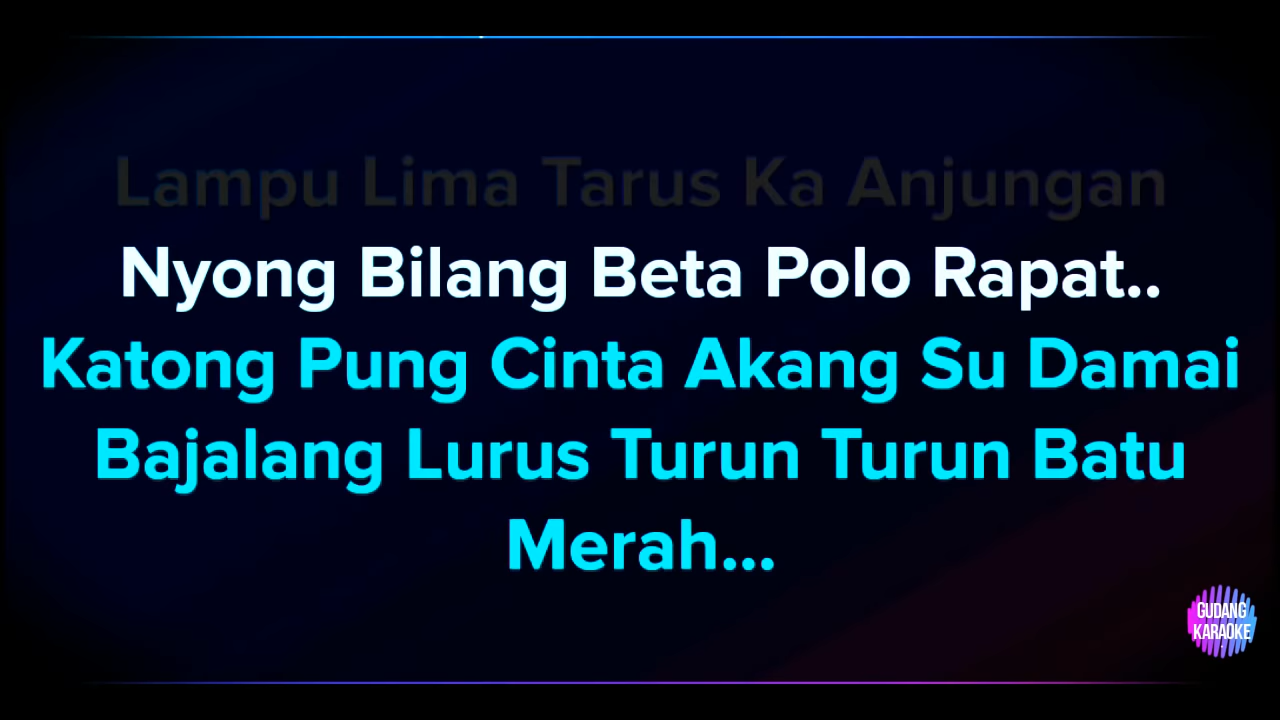 Lampu Lima Tarus Ka Anjungan
Nyong Bilang Beta Polo Rapat..
Katong Pung Cinta Akang Su Damai
Bajalang Lurus Turun Turun Batu
Merah...
GUDANG
KARAOKE